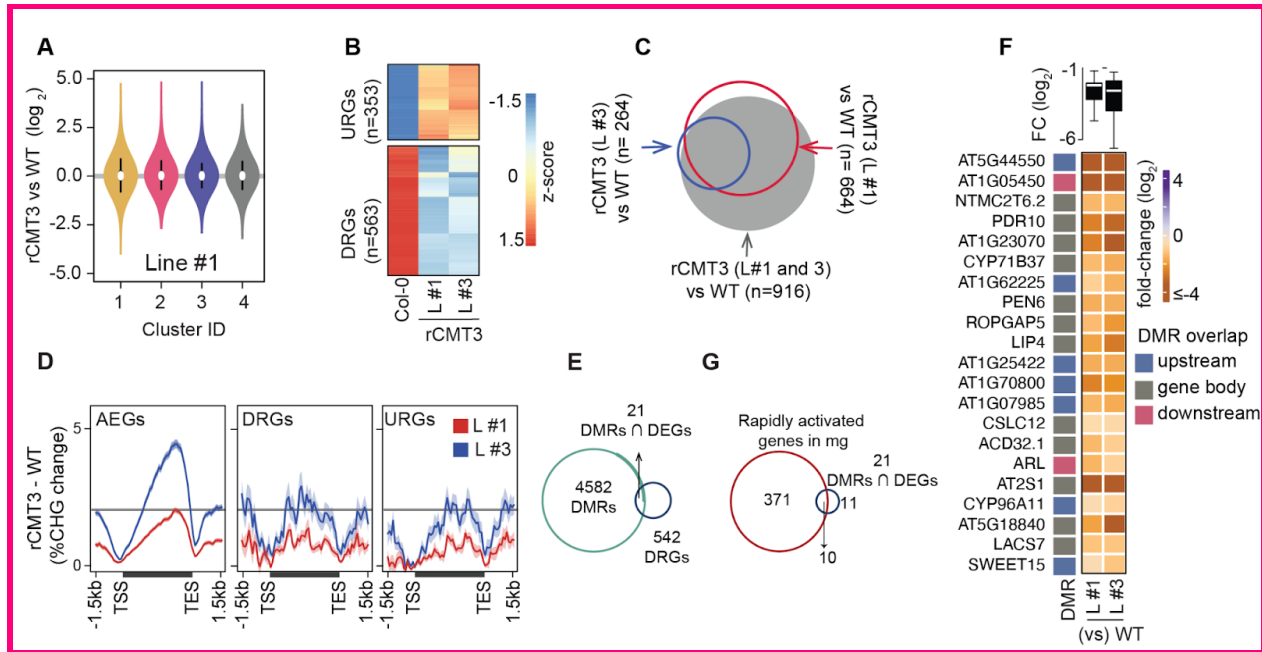 A
rCMT3 vs WT (log 2)
5.0
2.5
0.0
-2.5
-5.0
Line #1
1 2 3 4
Cluster ID
B
URGs
(n=353)
DRGs
(n=563)
Col-0
L #1
L #3
rCMT3
-1.5
0
1.5
z-score
C
rCMT3 (L #3)
vs WT (n= 264)
rCMT3 (L #1)
vs WT (n= 664)
rCMT3 (L#1 and 3)
vs WT (n=916)
D
rCMT3 - WT
(%CHG change)
5
0
AEGs
DRGs
URGs
L #1
L #3
-1.5kb
TSS
TES
1.5kb
-1.5kb
TSS
TES
1.5kb
-1.5kb
TSS
TES
1.5kb
E
21
DMRs ∩ DEGs
4582
DMRs
542
DRGs
G
Rapidly activated
genes in mg
21
DMRs ∩ DEGs
371
11
10
F
FC (log2)
-1
-6
AT5G44550
AT1G05450
NTMC2T6.2
PDR10
AT1G23070
CYP71B37
AT1G62225
PEN6
ROPGAP5
LIP4
AT1G25422
AT1G70800
AT1G07985
CSLC12
ACD32.1
ARL
AT2S1
CYP96A11
AT5G18840
LACS7
SWEET15
DMR
L #1
L #3
(vs) WT
4
0
≤-4
fold-change (log2)
DMR overlap
upstream
gene body
downstream